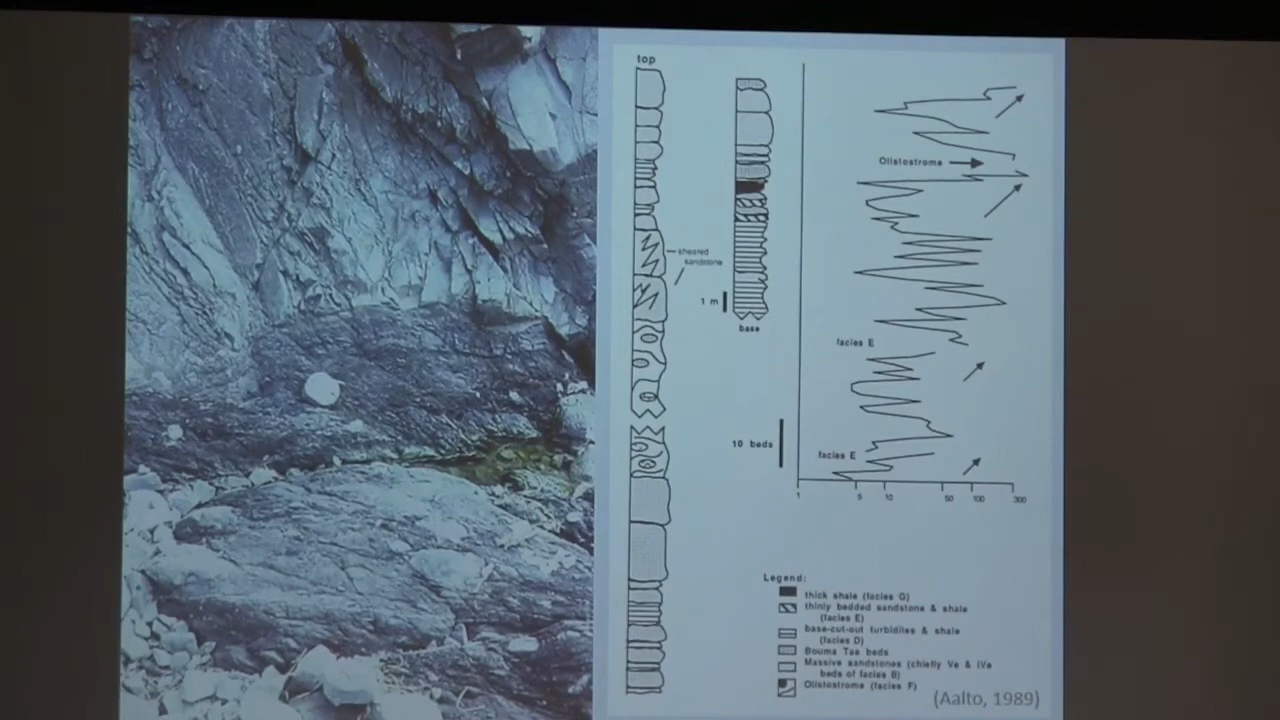 top
sheared
sandstone
1 m
base
Olistostrome
facies E
10 beds
facies E
1 5 10 50 100 300
Legend:
thick shale (facies G)
thinly bedded sandstone & shale
(facies E)
base-cut-out turbidites & shale
(facies D)
Bouma Tae beds
Massive sandstones (chiefly Ve & IVe
beds of facies B)
Olistostrome (facies F)
(Aalto, 1989)